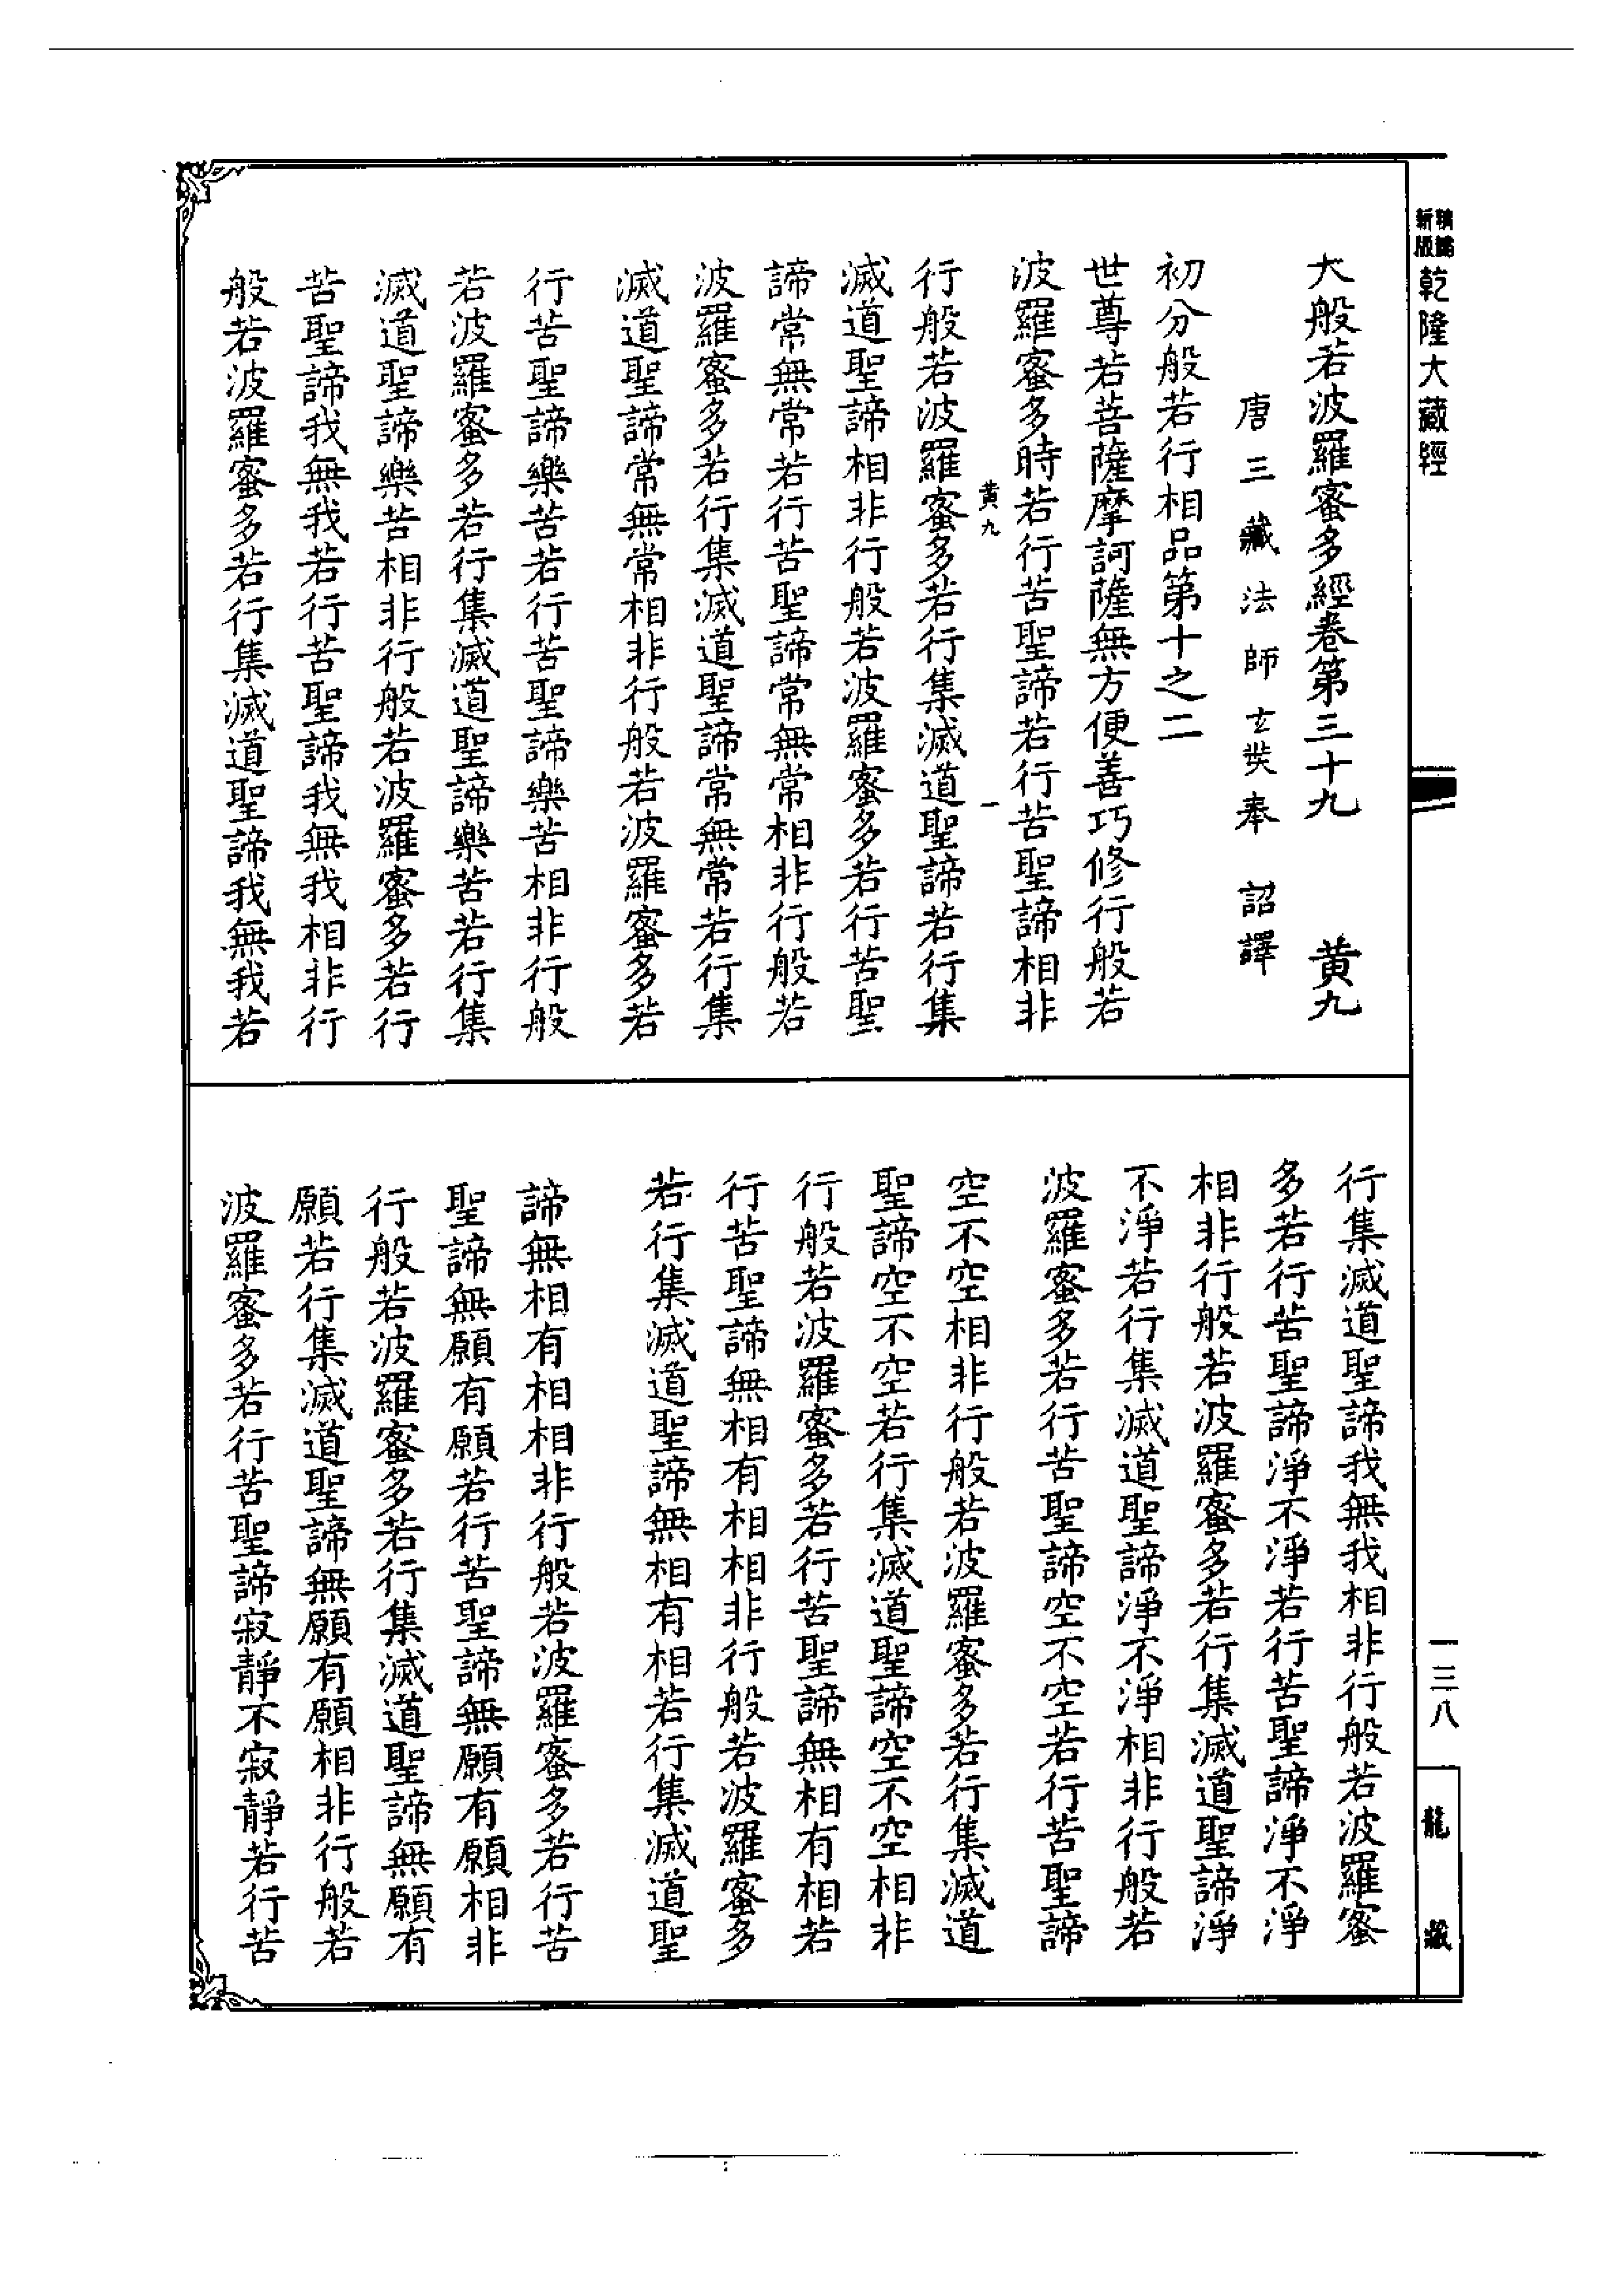 新版 精編 乾隆大藏經
大般若波羅蜜多經卷第三十九 黃九
唐三藏法師玄奘奉 詔譯
初分般若行相品第十之二
世尊若菩薩摩訶薩無方便善巧修行般若
波羅蜜多時若行苦聖諦若行苦聖諦相非
黃九 一
行般若波羅蜜多若行集滅道聖諦若行集
滅道聖諦相非行般若波羅蜜多若行苦聖
諦常無常若行苦聖諦常無常相非行般若
波羅蜜多若行集滅道聖諦常無常若行集
滅道聖諦常無常相非行般若波羅蜜多若
行苦聖諦樂苦若行苦聖諦樂苦相非行般
若波羅蜜多若行集滅道聖諦樂苦若行集
滅道聖諦樂苦相非行般若波羅蜜多若行
苦聖諦我無我若行苦聖諦我無我相非行
般若波羅蜜多若行集滅道聖諦我無我若
行集滅道聖諦我無我相非行般若波羅蜜
多若行苦聖諦淨不淨若行苦聖諦淨不淨
相非行般若波羅蜜多若行集滅道聖諦淨
不淨若行集滅道聖諦淨不淨相非行般若
波羅蜜多若行苦聖諦空不空若行苦聖諦
空不空相非行般若波羅蜜多若行集滅道
聖諦空不空若行集滅道聖諦空不空相非
行般若波羅蜜多若行苦聖諦無相有相若
行苦聖諦無相有相相非行般若波羅蜜多
若行集滅道聖諦無相有相若行集滅道聖
諦無相有相相非行般若波羅蜜多若行苦
聖諦無願有願若行苦聖諦無願有願相非
行般若波羅蜜多若行集滅道聖諦無願有
願若行集滅道聖諦無願有願相非行般若
波羅蜜多若行苦聖諦寂靜不寂靜若行苦
一三八
龍藏